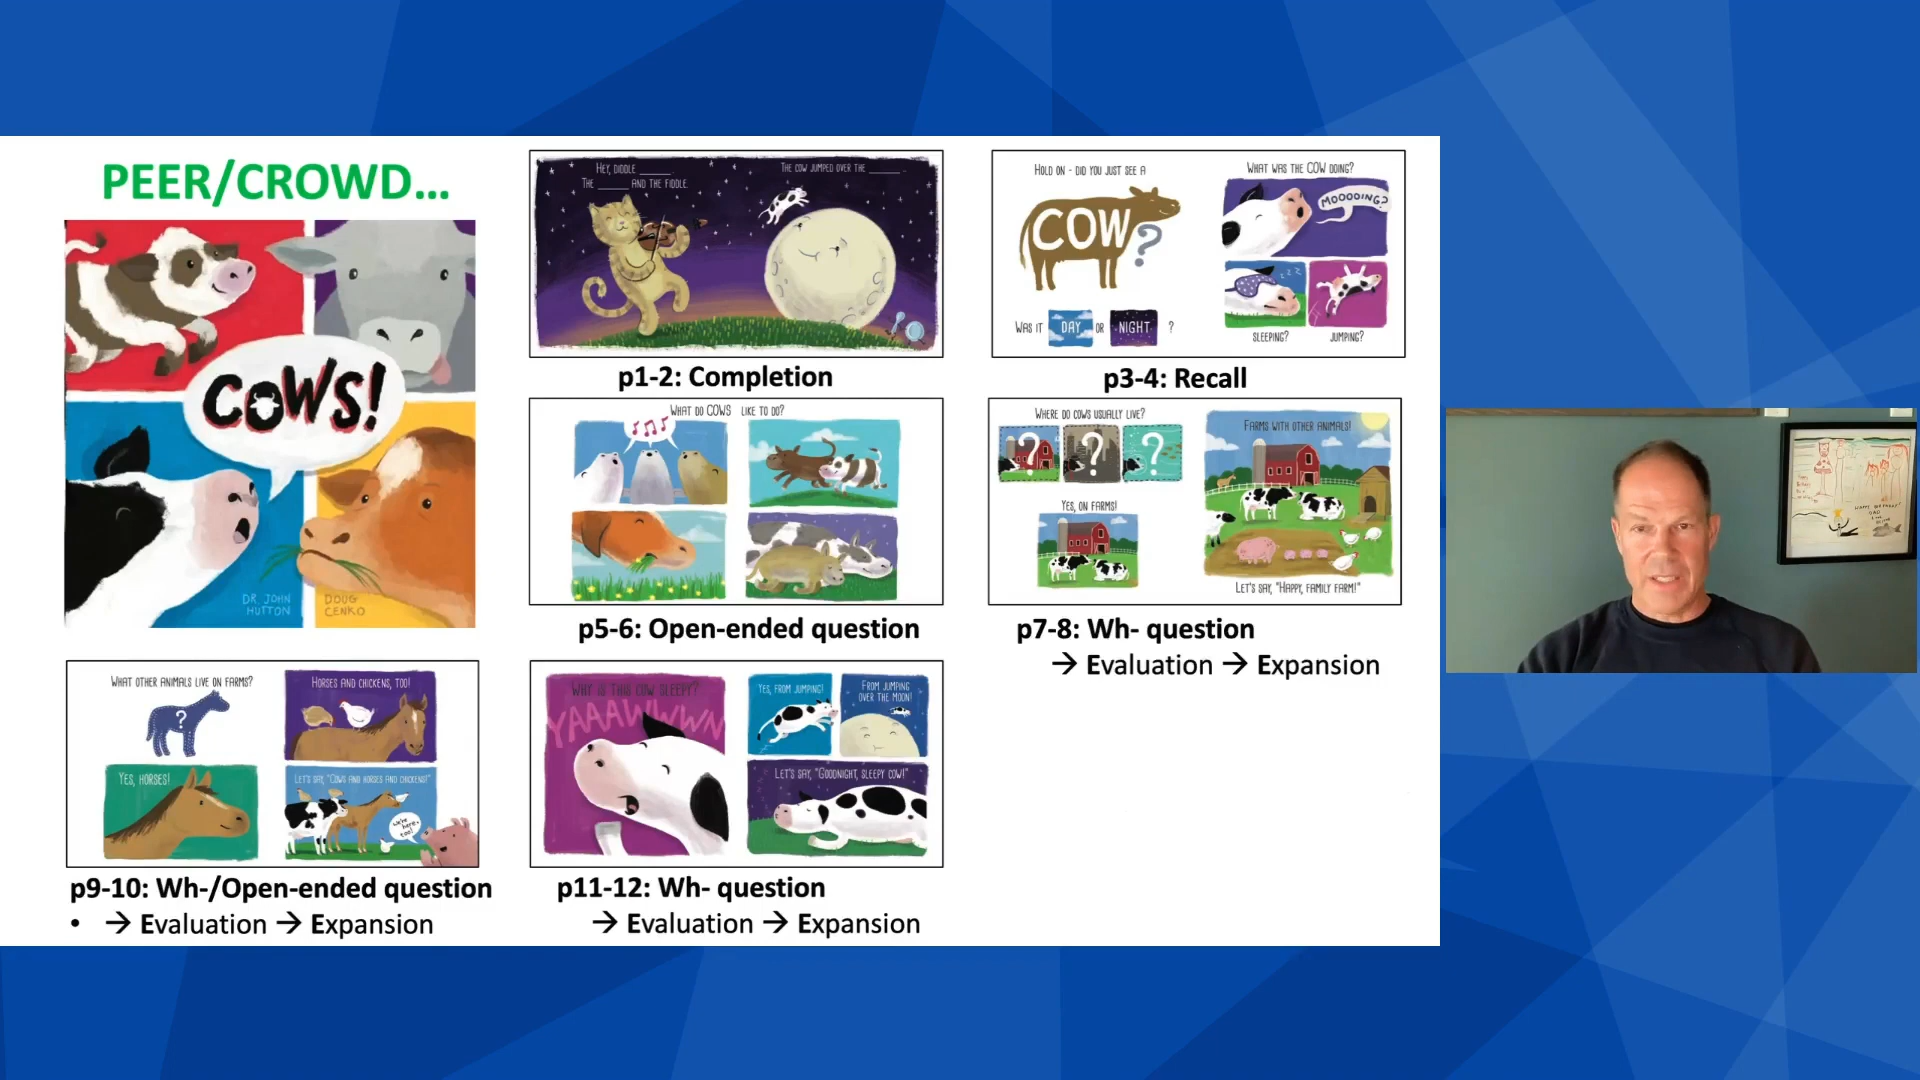 PEER/CROWD...
COWS!
DR. JOHN
HUTTON
DOUG
CENKO
HEY, DIDDLE ______.
THE ______ AND THE FIDDLE.
THE COW JUMPED OVER THE ______.
p1-2: Completion
HOLD ON - DID YOU JUST SEE A
COW?
WAS IT DAY OR NIGHT ?
WHAT WAS THE COW DOING?
MOOOOING?
ZZZ
SLEEPING?
JUMPING?
p3-4: Recall
WHAT DO COWS LIKE TO DO?
p5-6: Open-ended question
WHERE DO COWS USUALLY LIVE?
? ? ?
YES, ON FARMS!
FARMS WITH OTHER ANIMALS!
LET'S SAY, "HAPPY, FAMILY FARM!"
p7-8: Wh- question
→ Evaluation → Expansion
WHAT OTHER ANIMALS LIVE ON FARMS?
?
HORSES AND CHICKENS, TOO!
YES, HORSES!
LET'S SAY, "COWS AND HORSES AND CHICKENS!"
We're
here,
too!
p9-10: Wh-/Open-ended question
• → Evaluation → Expansion
WHY IS THIS COW SLEEPY?
YAAAWWWN
YES, FROM JUMPING!
FROM JUMPING
OVER THE MOON!
LET'S SAY, "GOODNIGHT, SLEEPY COW!"
p11-12: Wh- question
→ Evaluation → Expansion